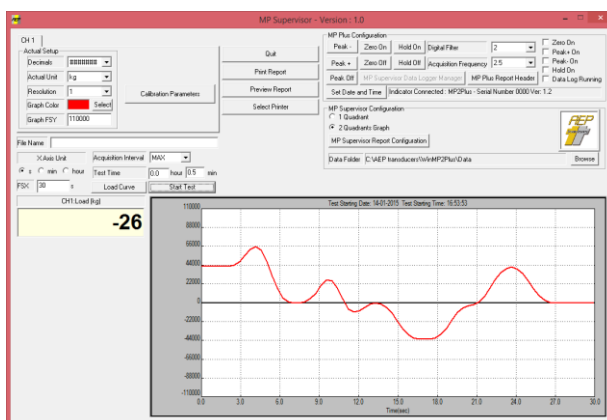 MP Supervisor - Version : 1.0
CH 1
Actual Setup
Decimals ########
Actual Unit kg
Resolution 1
Graph Color Select
Graph FSY 110000
Calibration Parameters
Quit
Print Report
Preview Report
Select Printer
MP Plus Configuration
Peak - Zero On Hold On Digital Filter 2
Peak + Zero Off Hold Off Acquisition Frequency 2.5
Peak Off MP Supervisor Data Logger Manager MP Plus Report Header
Set Date and Time Indicator Connected : MP2Plus - Serial Number 0000 Ver: 1.2
Zero On
Peak+ On
Peak- On
Hold On
Data Log Running
MP Supervisor Configuration
1 Quadrant
2 Quadrants Graph
MP Supervisor Report Configuration
AEP
transducers
Data Folder C:\AEP transducers\WinMP2Plus\Data Browse
File Name
X Axis Unit Acquisition Interval MAX
s min hour Test Time 0.0 hour 0.5 min
FSX 30 s Load Curve Start Test
CH1:Load [kg]
-26
Test Starting Date: 14-01-2015 Test Starting Time: 16:53:53
110000
88000
66000
44000
22000
0
-22000
-44000
-66000
-88000
-110000
0.0 3.0 6.0 9.0 12.0 15.0 18.0 21.0 24.0 27.0 30.0
Time(sec)